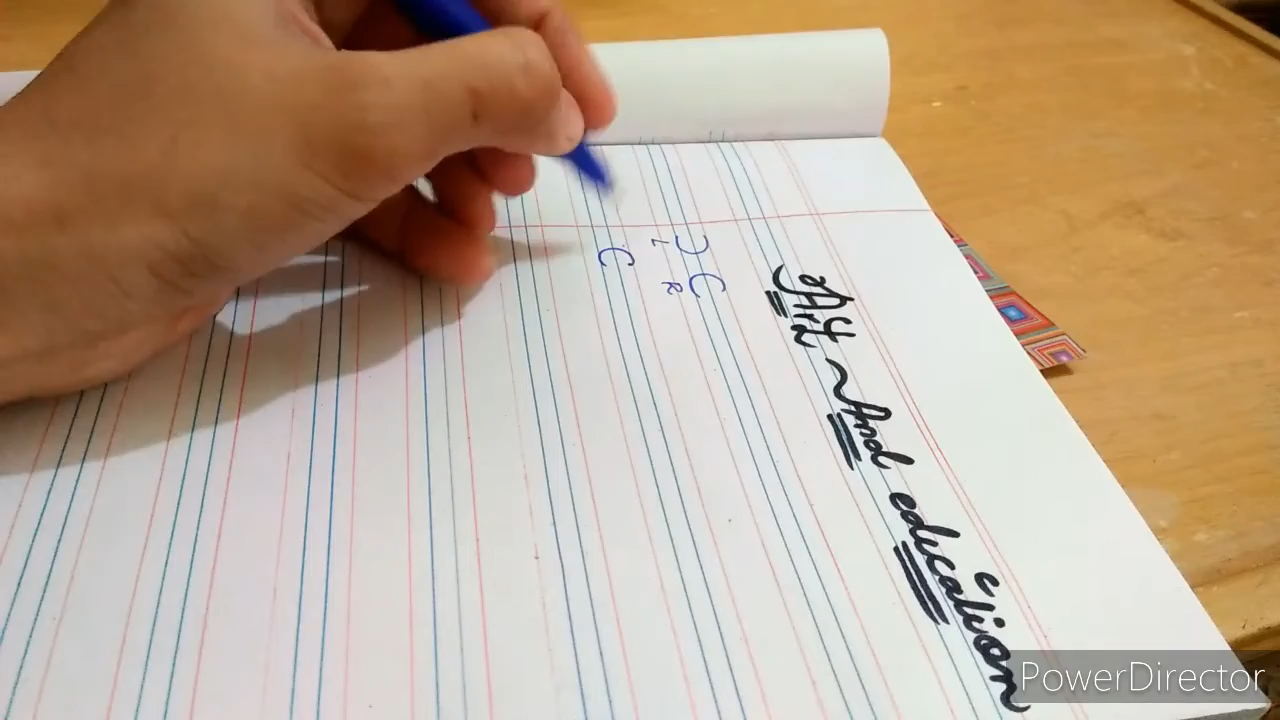 Art And education
Ɔ C
L R
C
PowerDirector